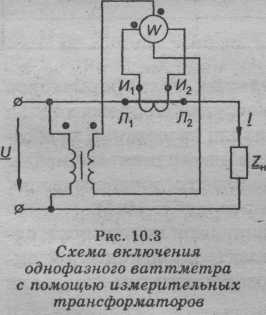 W
И₁ И₂
Л₁ Л₂
I
U
Zн
Рис. 10.3
Схема включения
однофазного ваттметра
с помощью измерительных
трансформаторов